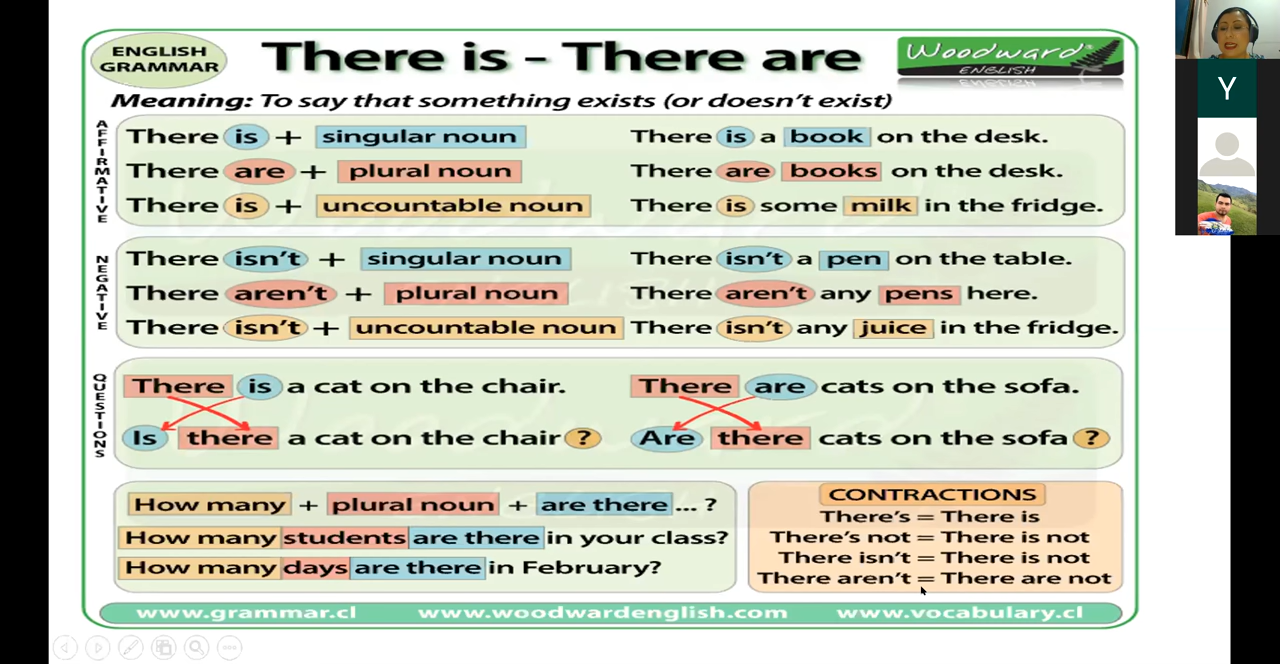 ENGLISH
GRAMMAR
There is - There are
Woodward®
ENGLISH
Meaning: To say that something exists (or doesn't exist)
AFFIRMATIVE
There is + singular noun
There is a book on the desk.
There are + plural noun
There are books on the desk.
There is + uncountable noun
There is some milk in the fridge.
NEGATIVE
There isn't + singular noun
There isn't a pen on the table.
There aren't + plural noun
There aren't any pens here.
There isn't + uncountable noun
There isn't any juice in the fridge.
QUESTIONS
There is a cat on the chair.
Is there a cat on the chair ?
There are cats on the sofa.
Are there cats on the sofa ?
How many + plural noun + are there ... ?
How many students are there in your class?
How many days are there in February?
CONTRACTIONS
There's = There is
There's not = There is not
There isn't = There is not
There aren't = There are not
www.grammar.cl www.woodwardenglish.com www.vocabulary.cl
Y